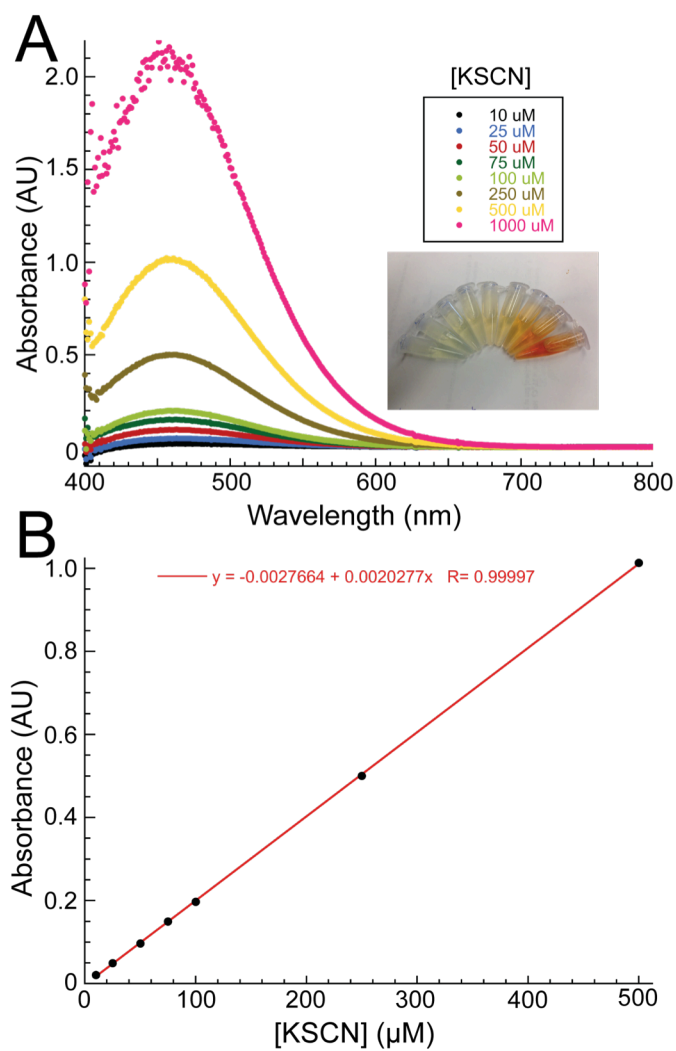 A
Absorbance (AU)
2.0
1.5
1.0
0.5
0
400
500
600
700
800
Wavelength (nm)
[KSCN]
10 uM
25 uM
50 uM
75 uM
100 uM
250 uM
500 uM
1000 uM
B
Absorbance (AU)
1.0
0.8
0.6
0.4
0.2
0
y = -0.0027664 + 0.0020277x R= 0.99997
0
100
200
300
400
500
[KSCN] (µM)